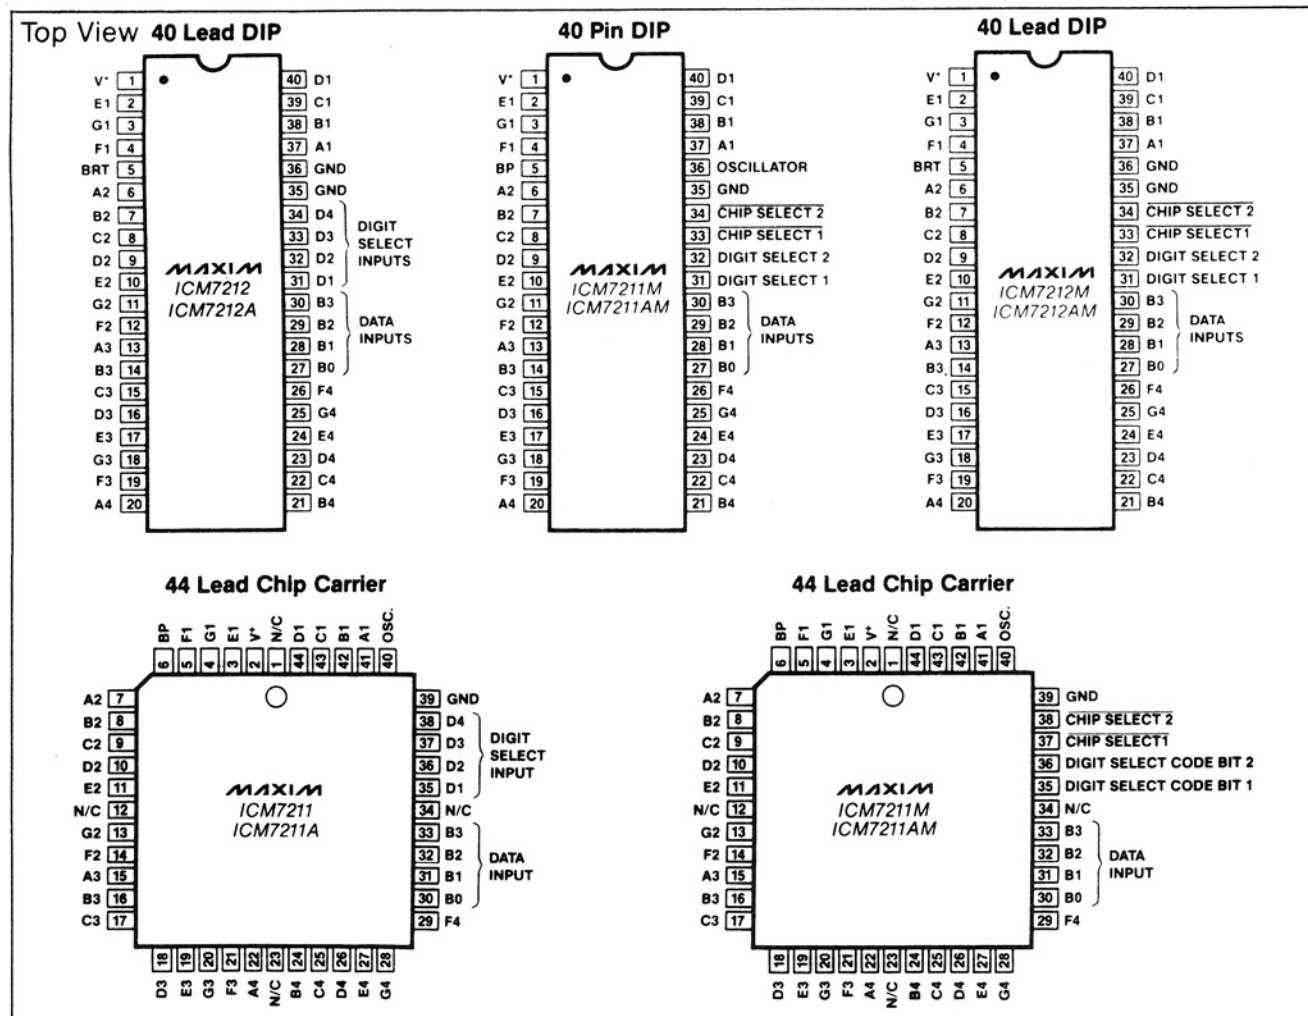 Top View
40 Lead DIP
V+ 1
E1 2
G1 3
F1 4
BRT 5
A2 6
B2 7
C2 8
D2 9
E2 10
G2 11
F2 12
A3 13
B3 14
C3 15
D3 16
E3 17
G3 18
F3 19
A4 20
40 D1
39 C1
38 B1
37 A1
36 GND
35 GND
34 D4
33 D3
32 D2
31 D1
DIGIT
SELECT
INPUTS
30 B3
29 B2
28 B1
27 B0
DATA
INPUTS
26 F4
25 G4
24 E4
23 D4
22 C4
21 B4
MAXIM
ICM7212
ICM7212A
40 Pin DIP
V+ 1
E1 2
G1 3
F1 4
BP 5
A2 6
B2 7
C2 8
D2 9
E2 10
G2 11
F2 12
A3 13
B3 14
C3 15
D3 16
E3 17
G3 18
F3 19
A4 20
40 D1
39 C1
38 B1
37 A1
36 OSCILLATOR
35 GND
34 CHIP SELECT 2
33 CHIP SELECT 1
32 DIGIT SELECT 2
31 DIGIT SELECT 1
30 B3
29 B2
28 B1
27 B0
DATA
INPUTS
26 F4
25 G4
24 E4
23 D4
22 C4
21 B4
MAXIM
ICM7211M
ICM7211AM
40 Lead DIP
V+ 1
E1 2
G1 3
F1 4
BRT 5
A2 6
B2 7
C2 8
D2 9
E2 10
G2 11
F2 12
A3 13
B3 14
C3 15
D3 16
E3 17
G3 18
F3 19
A4 20
40 D1
39 C1
38 B1
37 A1
36 GND
35 GND
34 CHIP SELECT 2
33 CHIP SELECT1
32 DIGIT SELECT 2
31 DIGIT SELECT 1
30 B3
29 B2
28 B1
27 B0
DATA
INPUTS
26 F4
25 G4
24 E4
23 D4
22 C4
21 B4
MAXIM
ICM7212M
ICM7212AM
44 Lead Chip Carrier
BP F1 G1 E1 V+ N/C D1 C1 B1 A1 OSC.
6 5 4 3 2 1 44 43 42 41 40
A2 7
B2 8
C2 9
D2 10
E2 11
N/C 12
G2 13
F2 14
A3 15
B3 16
C3 17
39 GND
38 D4
37 D3
36 D2
35 D1
DIGIT
SELECT
INPUT
34 N/C
33 B3
32 B2
31 B1
30 B0
DATA
INPUT
29 F4
MAXIM
ICM7211
ICM7211A
18 19 20 21 22 23 24 25 26 27 28
D3 E3 G3 F3 A4 N/C B4 C4 D4 E4 G4
44 Lead Chip Carrier
BP F1 G1 E1 V+ N/C D1 C1 B1 A1 OSC.
6 5 4 3 2 1 44 43 42 41 40
A2 7
B2 8
C2 9
D2 10
E2 11
N/C 12
G2 13
F2 14
A3 15
B3 16
C3 17
39 GND
38 CHIP SELECT 2
37 CHIP SELECT1
36 DIGIT SELECT CODE BIT 2
35 DIGIT SELECT CODE BIT 1
34 N/C
33 B3
32 B2
31 B1
30 B0
DATA
INPUT
29 F4
MAXIM
ICM7211M
ICM7211AM
18 19 20 21 22 23 24 25 26 27 28
D3 E3 G3 F3 A4 N/C B4 C4 D4 E4 G4